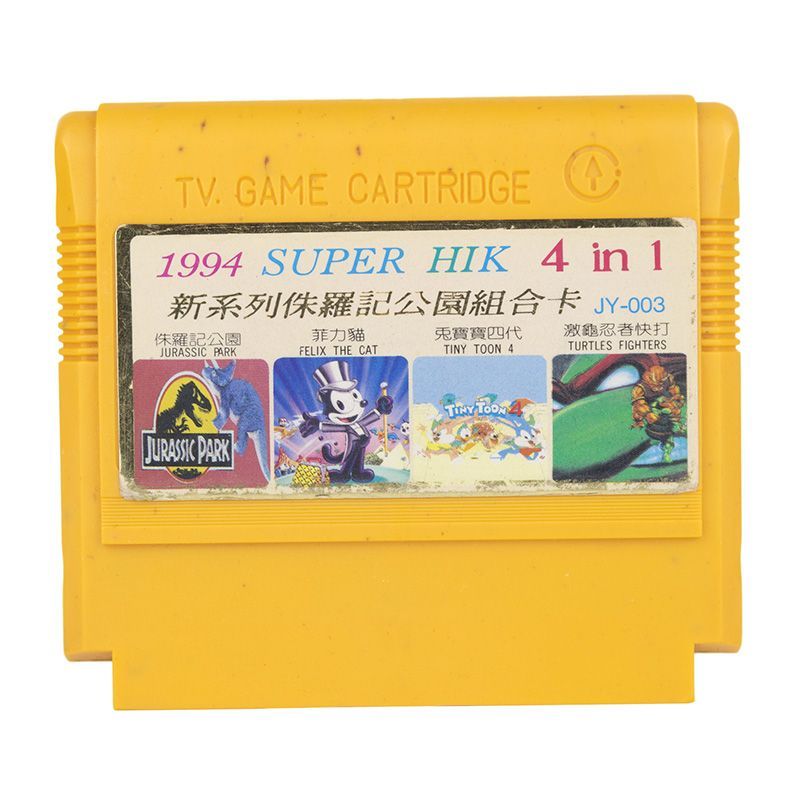 TV. GAME CARTRIDGE
1994 SUPER HIK 4 in 1
新系列侏羅記公園組合卡 JY-003
侏羅記公園 菲力貓 兎寶寶四代 激龜忍者快打
JURASSIC PARK FELIX THE CAT TINY TOON 4 TURTLES FIGHTERS
JURASSIC PARK
TINY TOON 4